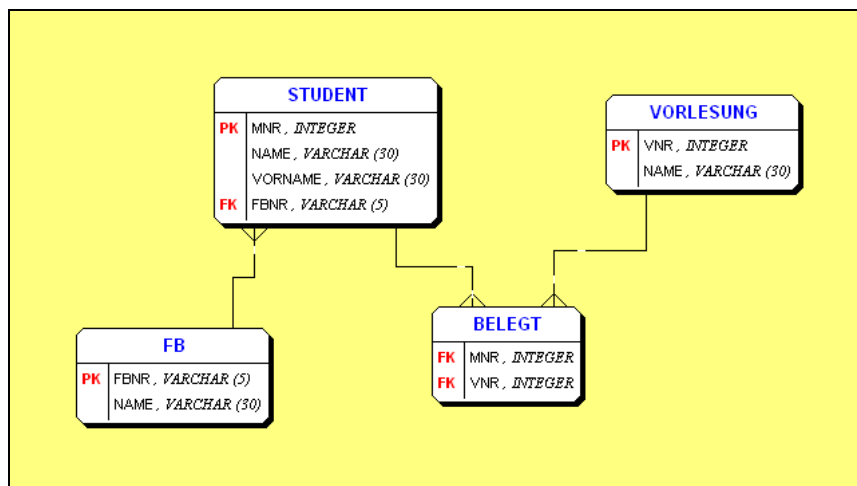 STUDENT
PK MNR , INTEGER
NAME , VARCHAR (30)
VORNAME , VARCHAR (30)
FK FBNR , VARCHAR (5)
VORLESUNG
PK VNR , INTEGER
NAME , VARCHAR (30)
FB
PK FBNR , VARCHAR (5)
NAME , VARCHAR (30)
BELEGT
FK MNR , INTEGER
FK VNR , INTEGER